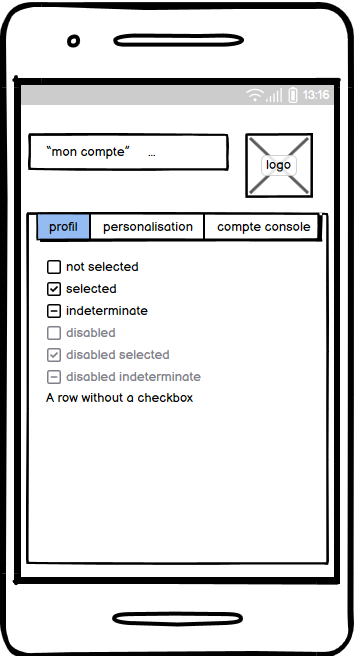 13:16
"mon compte" ...
logo
profil personalisation compte console
not selected
selected
indeterminate
disabled
disabled selected
disabled indeterminate
A row without a checkbox